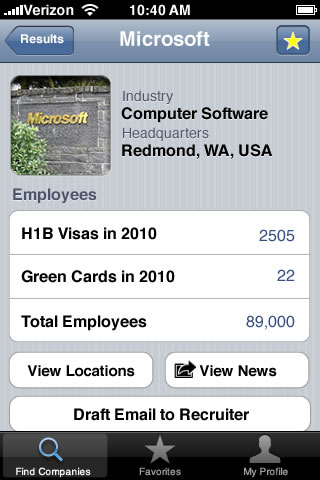 Verizon 10:40 AM
Results Microsoft
Microsoft
Industry
Computer Software
Headquarters
Redmond, WA, USA
Employees
H1B Visas in 2010 2505
Green Cards in 2010 22
Total Employees 89,000
View Locations View News
Draft Email to Recruiter
Find Companies Favorites My Profile